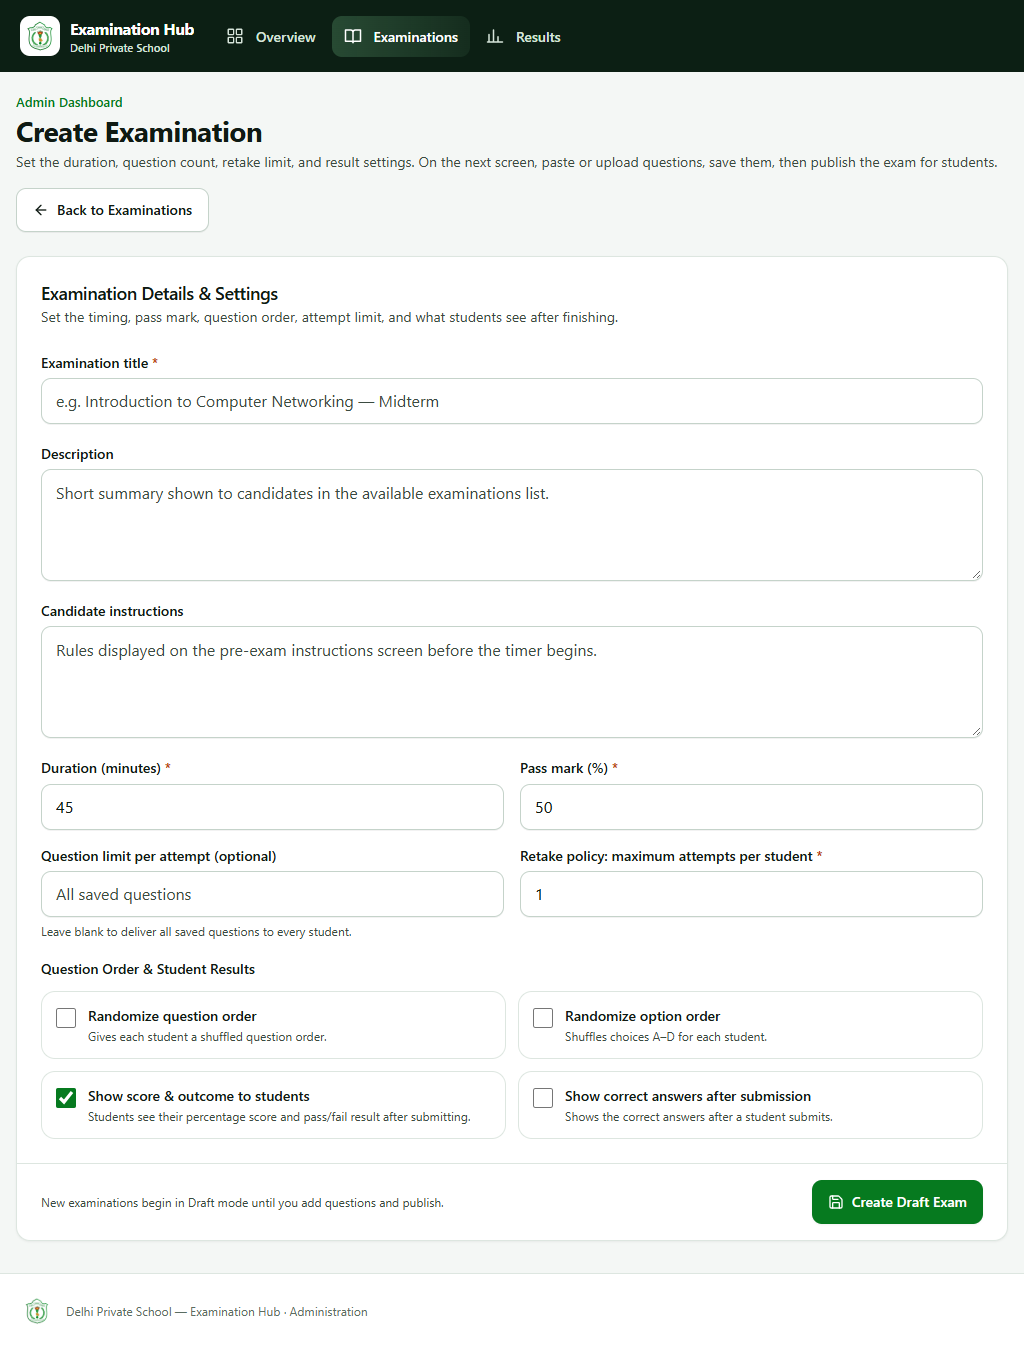 Examination Hub
Delhi Private School
Overview
Examinations
Results
Admin Dashboard
Create Examination
Set the duration, question count, retake limit, and result settings. On the next screen, paste or upload questions, save them, then publish the exam for students.
Back to Examinations
Examination Details & Settings
Set the timing, pass mark, question order, attempt limit, and what students see after finishing.
Examination title *
e.g. Introduction to Computer Networking — Midterm
Description
Short summary shown to candidates in the available examinations list.
Candidate instructions
Rules displayed on the pre-exam instructions screen before the timer begins.
Duration (minutes) *
45
Pass mark (%) *
50
Question limit per attempt (optional)
All saved questions
Leave blank to deliver all saved questions to every student.
Retake policy: maximum attempts per student *
1
Question Order & Student Results
Randomize question order
Gives each student a shuffled question order.
Randomize option order
Shuffles choices A–D for each student.
Show score & outcome to students
Students see their percentage score and pass/fail result after submitting.
Show correct answers after submission
Shows the correct answers after a student submits.
New examinations begin in Draft mode until you add questions and publish.
Create Draft Exam
Delhi Private School — Examination Hub · Administration